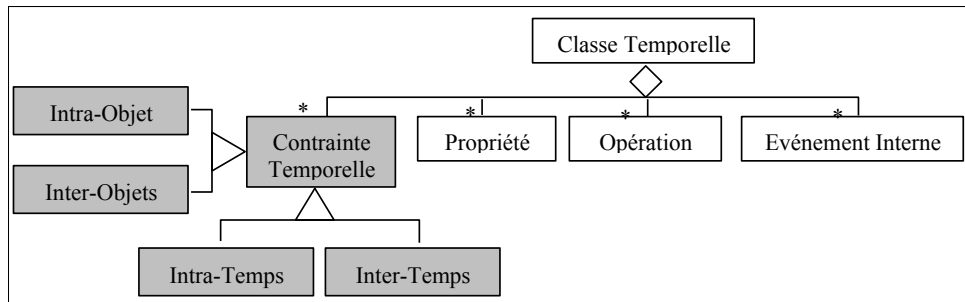 Classe Temporelle
Intra-Objet
Inter-Objets
*
Contrainte
Temporelle
*
Propriété
*
Opération
*
Evénement Interne
Intra-Temps
Inter-Temps